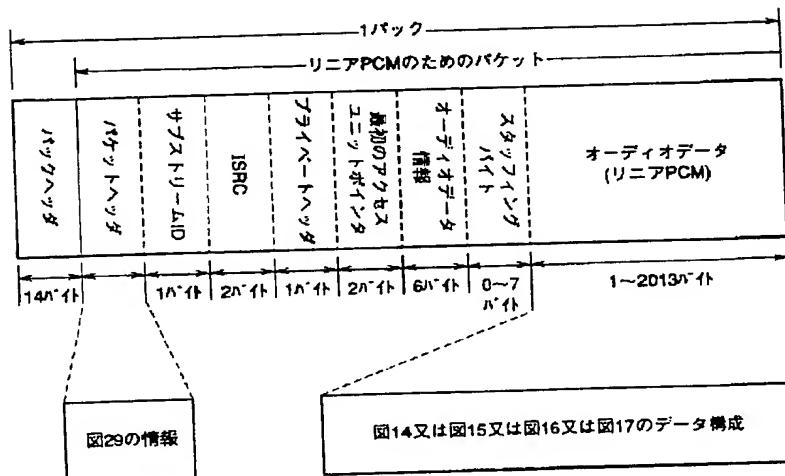 1パック
リニアPCMのためのパケット
パックヘッダ
パケットヘッダ
サブストリームID
ISRC
プライベートヘッダ
最初のアクセス
ユニットポインタ
オーディオデータ
情報
スタッフィング
バイト
オーディオデータ
(リニアPCM)
14バイト
1バイト
2バイト
1バイト
2バイト
6バイト
0〜7
バイト
1〜2013バイト
図29の情報
図14又は図15又は図16又は図17のデータ構成